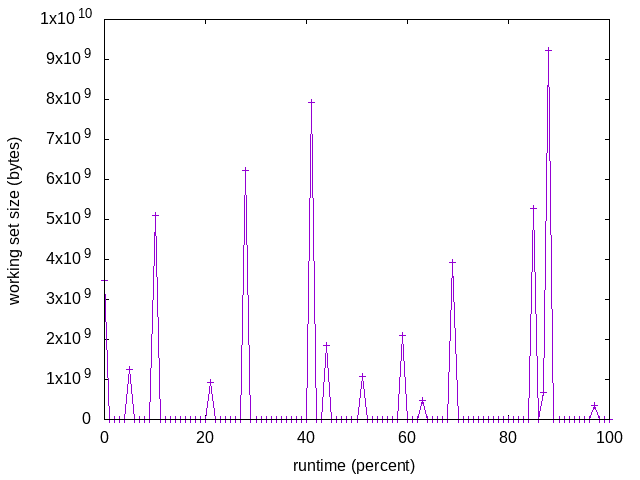 1x10 10
9x10 9
8x10 9
7x10 9
6x10 9
5x10 9
4x10 9
3x10 9
2x10 9
1x10 9
0
0 20 40 60 80 100
working set size (bytes)
runtime (percent)